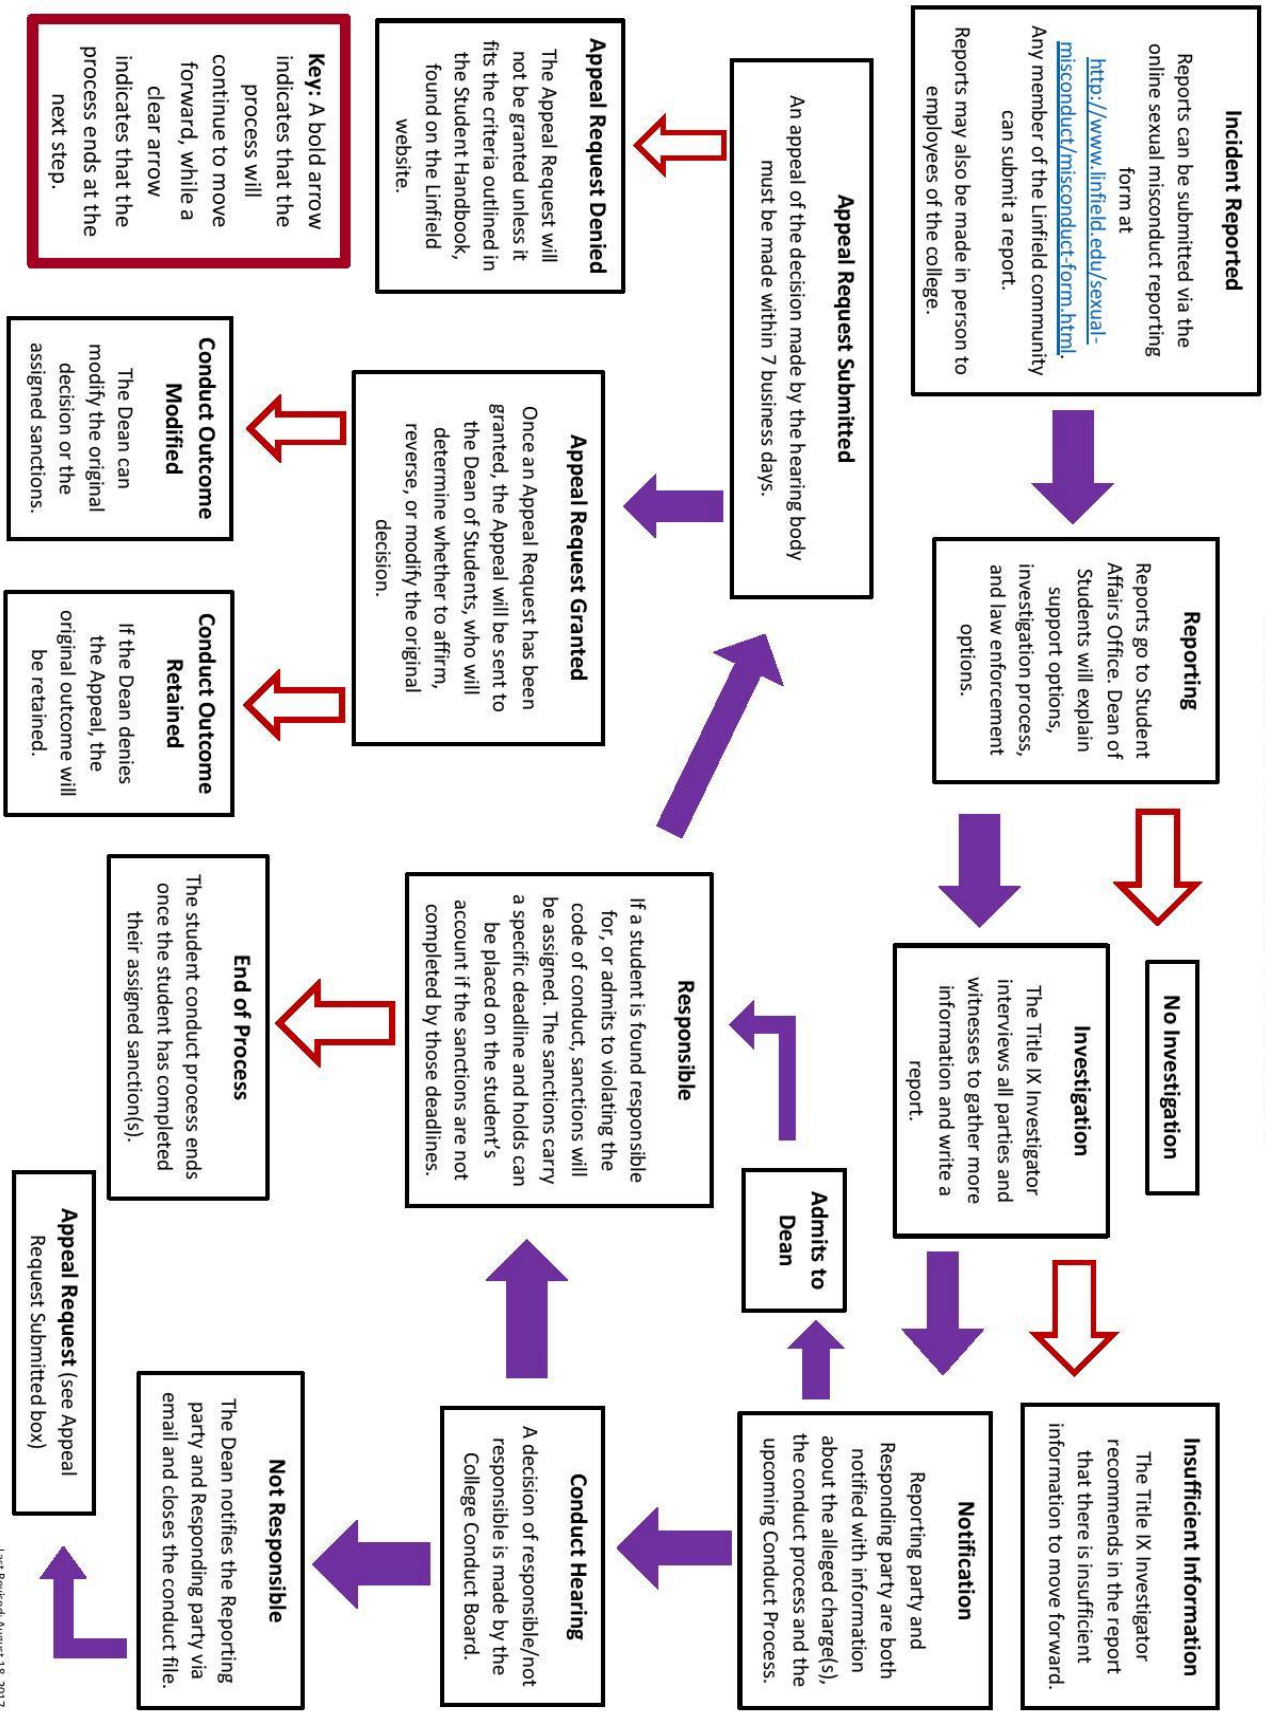 Incident Reported
Reports can be submitted via the
online sexual misconduct reporting
form at
http://www.linfield.edu/sexual-
misconduct/misconduct-form.html.
Any member of the Linfield community
can submit a report.
Reports may also be made in person to
employees of the college.
Reporting
Reports go to Student
Affairs Office. Dean of
Students will explain
support options,
investigation process,
and law enforcement
options.
No Investigation
Investigation
The Title IX Investigator
interviews all parties and
witnesses to gather more
information and write a
report.
Insufficient Information
The Title IX Investigator
recommends in the report
that there is insufficient
information to move forward.
Notification
Reporting party and
Responding party are both
notified with information
about the alleged charge(s),
the conduct process and the
upcoming Conduct Process.
Admits to
Dean
Conduct Hearing
A decision of responsible/not
responsible is made by the
College Conduct Board.
Responsible
If a student is found responsible
for, or admits to violating the
code of conduct, sanctions will
be assigned. The sanctions carry
a specific deadline and holds can
be placed on the student's
account if the sanctions are not
completed by those deadlines.
Not Responsible
The Dean notifies the Reporting
party and Responding party via
email and closes the conduct file.
End of Process
The student conduct process ends
once the student has completed
their assigned sanction(s).
Appeal Request (see Appeal
Request Submitted box)
Appeal Request Submitted
An appeal of the decision made by the hearing body
must be made within 7 business days.
Appeal Request Denied
The Appeal Request will
not be granted unless it
fits the criteria outlined in
the Student Handbook,
found on the Linfield
website.
Appeal Request Granted
Once an Appeal Request has been
granted, the Appeal will be sent to
the Dean of Students, who will
determine whether to affirm,
reverse, or modify the original
decision.
Conduct Outcome
Modified
The Dean can
modify the original
decision or the
assigned sanctions.
Conduct Outcome
Retained
If the Dean denies
the Appeal, the
original outcome will
be retained.
Key: A bold arrow
indicates that the
process will
continue to move
forward, while a
clear arrow
indicates that the
process ends at the
next step.
Last Revised: August 18, 2017